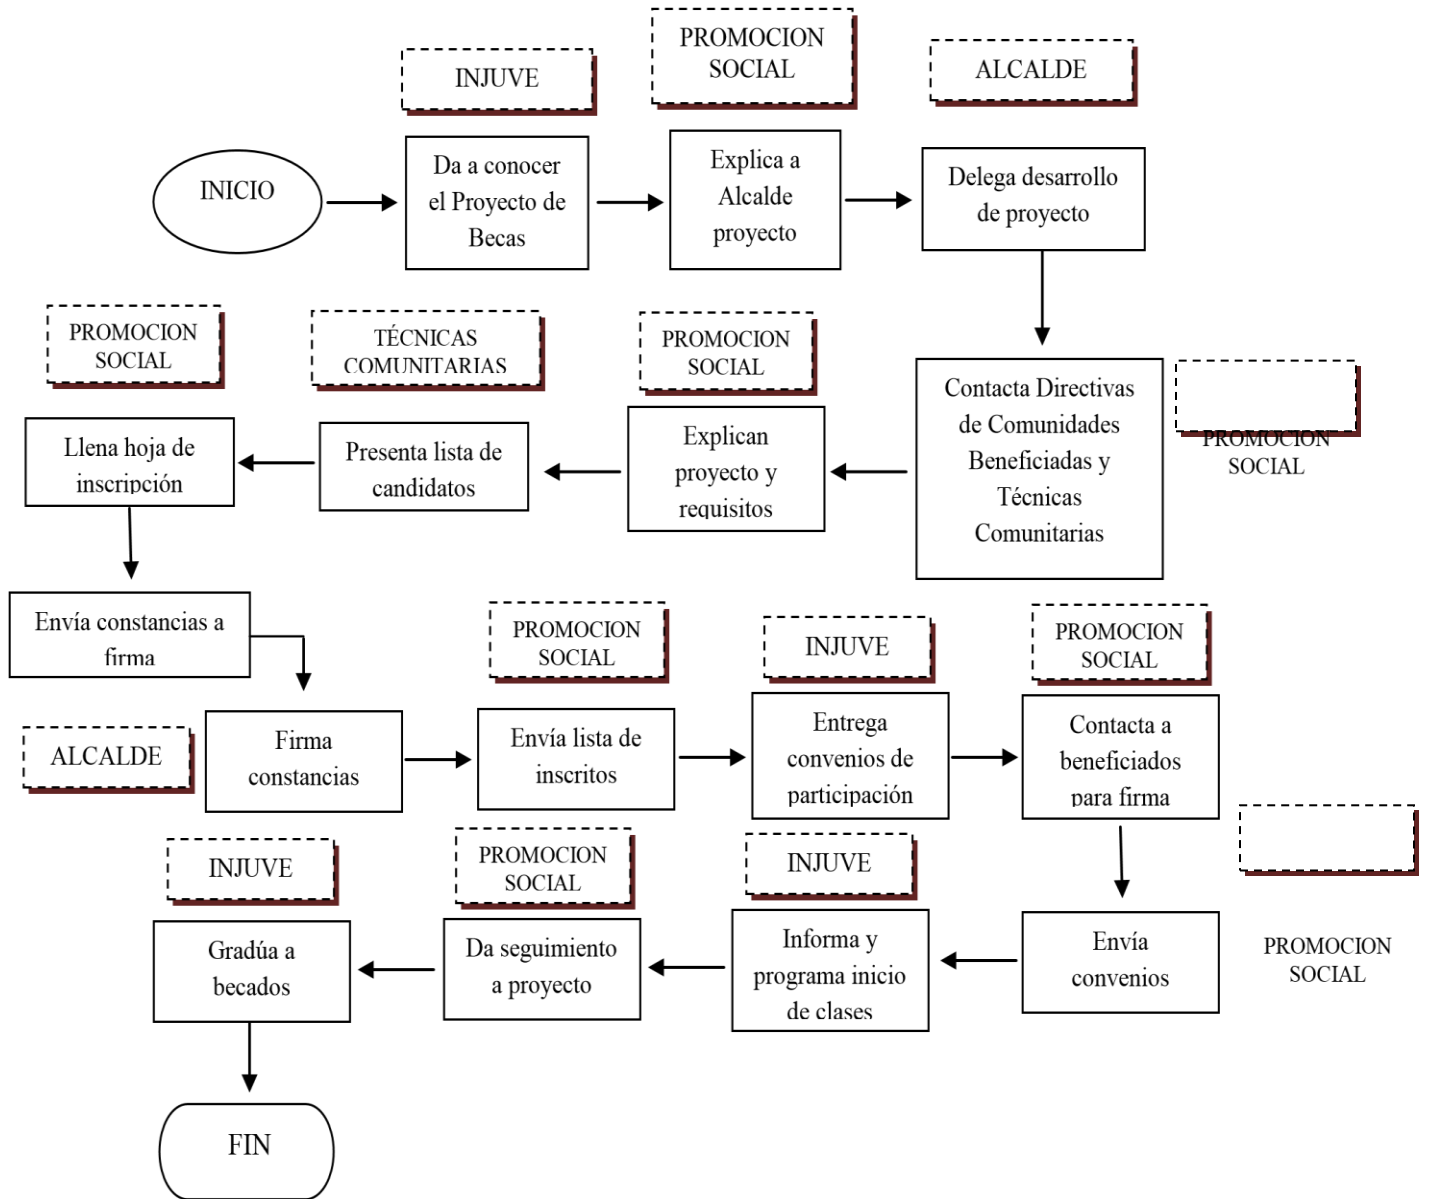 INJUVE
PROMOCION
SOCIAL
ALCALDE
INICIO
Da a conocer
el Proyecto de
Becas
Explica a
Alcalde
proyecto
Delega desarrollo
de proyecto
PROMOCION
SOCIAL
TÉCNICAS
COMUNITARIAS
PROMOCION
SOCIAL
PROMOCION
SOCIAL
Contacta Directivas
de Comunidades
Beneficiadas y
Técnicas
Comunitarias
Explican
proyecto y
requisitos
Presenta lista de
candidatos
Llena hoja de
inscripción
Envía constancias a
firma
PROMOCION
SOCIAL
INJUVE
PROMOCION
SOCIAL
ALCALDE
Firma
constancias
Envía lista de
inscritos
Entrega
convenios de
participación
Contacta a
beneficiados
para firma
INJUVE
PROMOCION
SOCIAL
INJUVE
PROMOCION
SOCIAL
Envía
convenios
Informa y
programa inicio
de clases
Da seguimiento
a proyecto
Gradúa a
becados
FIN